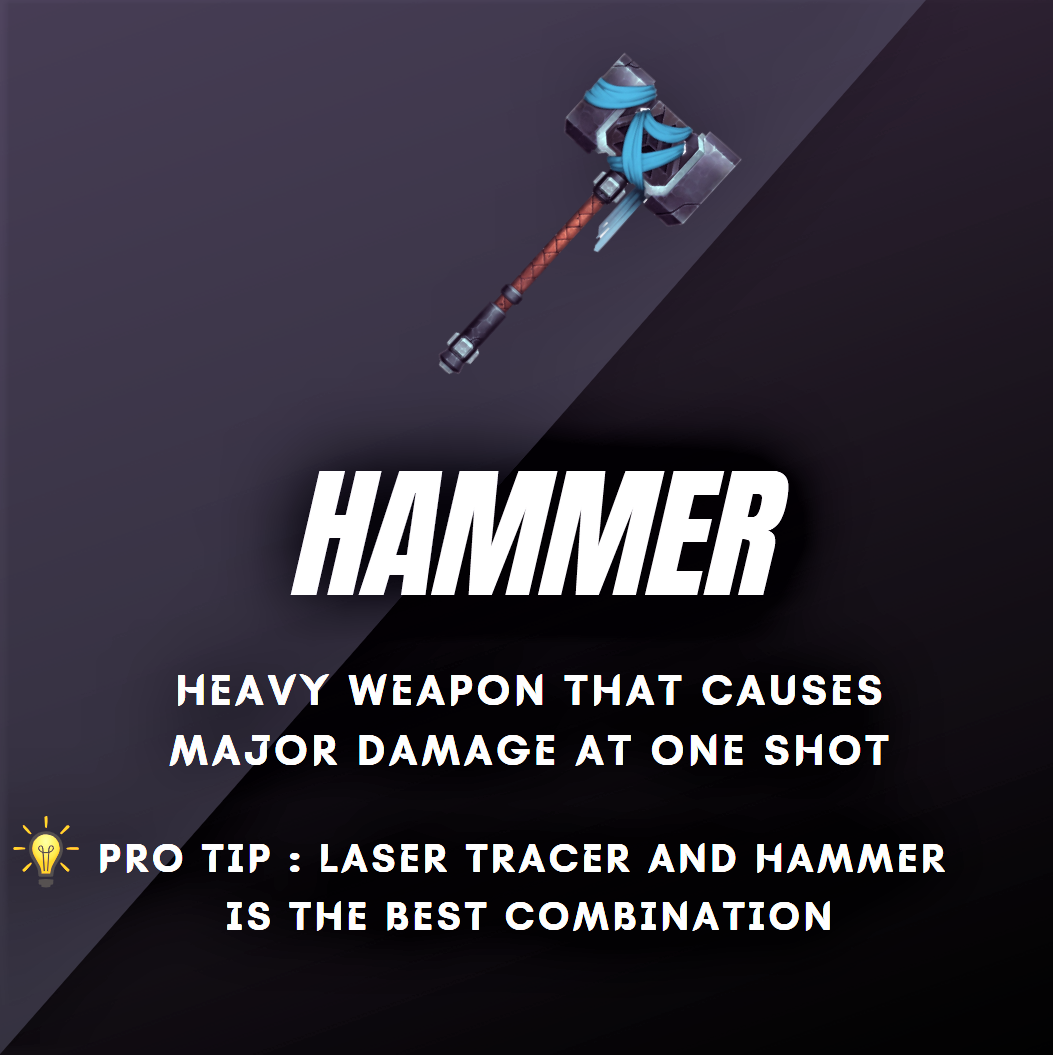 HAMMER
HEAVY WEAPON THAT CAUSES
MAJOR DAMAGE AT ONE SHOT
PRO TIP : LASER TRACER AND HAMMER
IS THE BEST COMBINATION